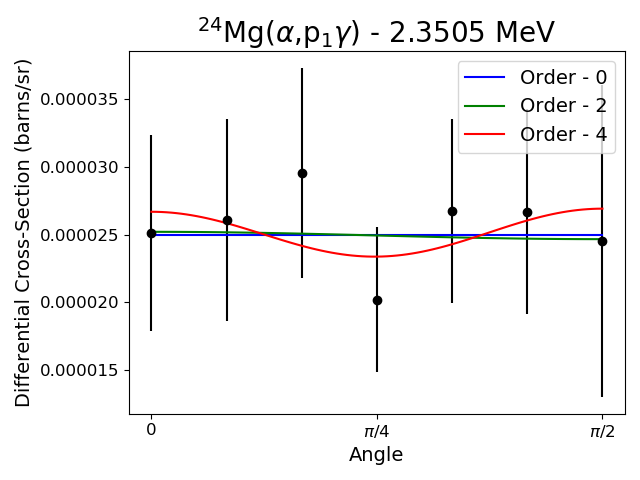 ²⁴Mg(α,p₁γ) - 2.3505 MeV
Differential Cross-Section (barns/sr)
0.000035
0.000030
0.000025
0.000020
0.000015
Order - 0
Order - 2
Order - 4
0
π/4
π/2
Angle